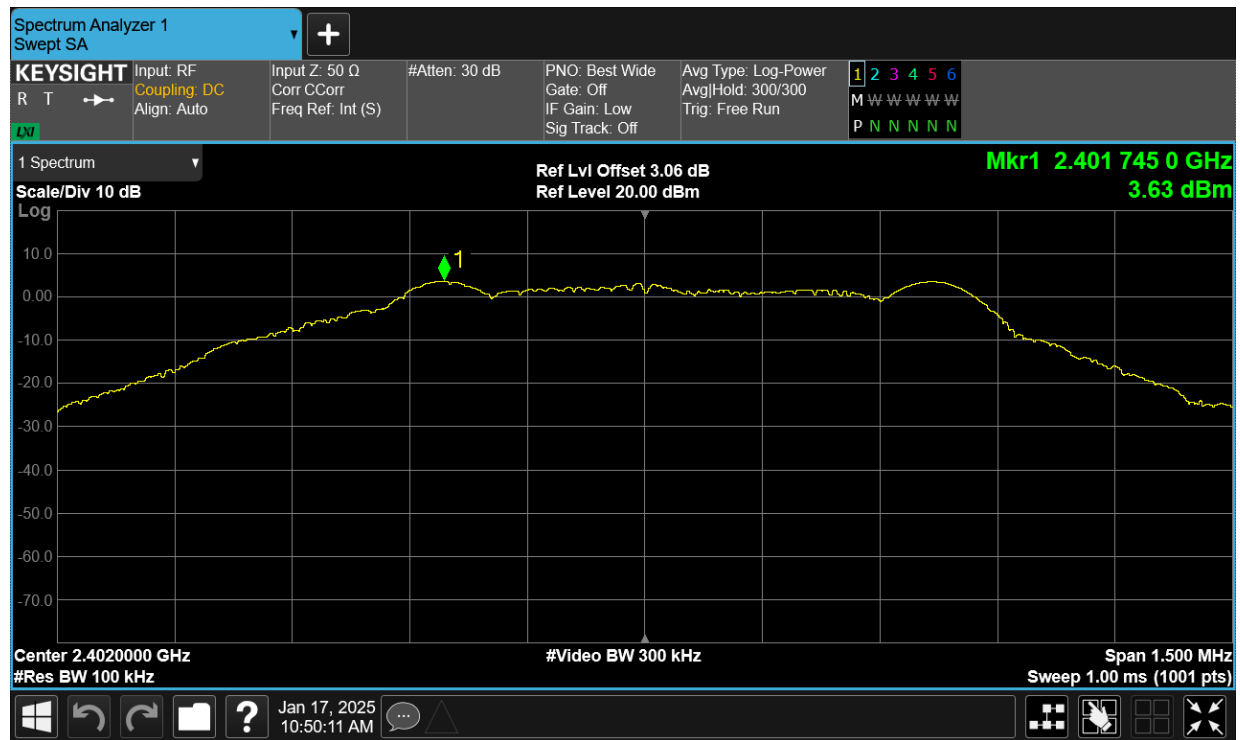 Spectrum Analyzer 1
Swept SA
KEYSIGHT
R T
LXI
Input: RF
Coupling: DC
Align: Auto
Input Z: 50 Ω
Corr CCorr
Freq Ref: Int (S)
#Atten: 30 dB
PNO: Best Wide
Gate: Off
IF Gain: Low
Sig Track: Off
Avg Type: Log-Power
Avg|Hold: 300/300
Trig: Free Run
1 2 3 4 5 6
M W W W W W
P N N N N N
1 Spectrum
Scale/Div 10 dB
Ref Lvl Offset 3.06 dB
Ref Level 20.00 dBm
Mkr1 2.401 745 0 GHz
3.63 dBm
Log
1
10.0
0.00
-10.0
-20.0
-30.0
-40.0
-50.0
-60.0
-70.0
Center 2.4020000 GHz
#Res BW 100 kHz
#Video BW 300 kHz
Span 1.500 MHz
Sweep 1.00 ms (1001 pts)
?
Jan 17, 2025
10:50:11 AM